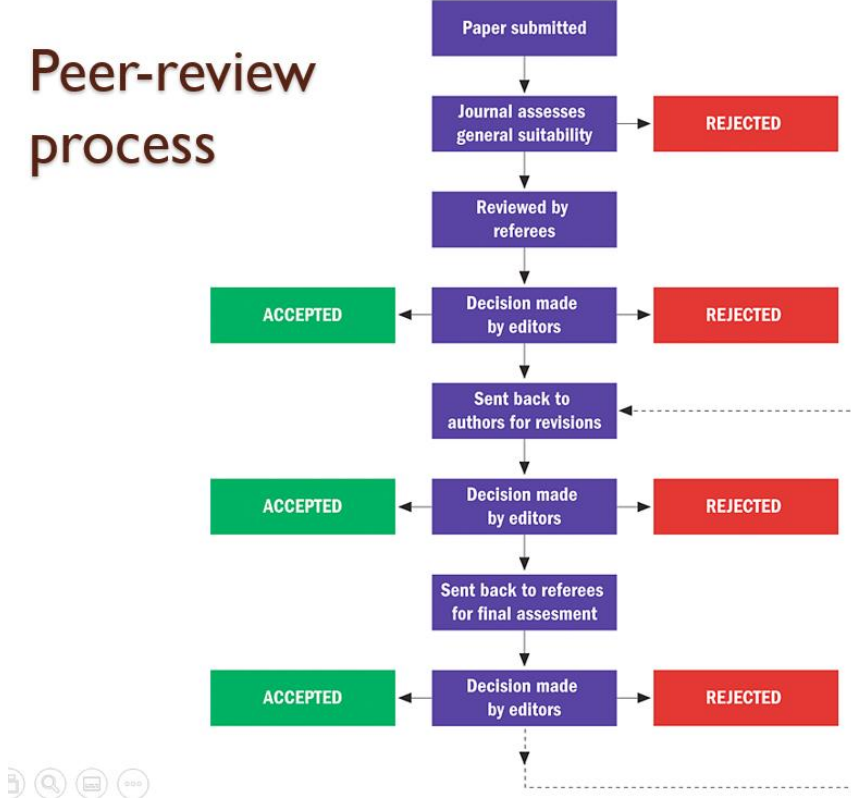 Peer-review
process
Paper submitted
Journal assesses
general suitability
REJECTED
Reviewed by
referees
ACCEPTED
Decision made
by editors
REJECTED
Sent back to
authors for revisions
ACCEPTED
Decision made
by editors
REJECTED
Sent back to referees
for final assesment
ACCEPTED
Decision made
by editors
REJECTED